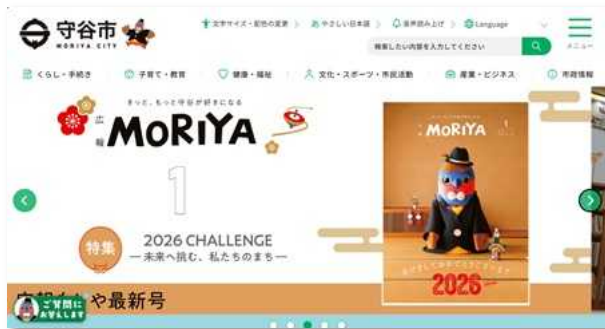 守谷市
MORIYA CITY
文字サイズ・配色の変更
やさしい日本語
音声読み上げ
Language
検索したい内容を入力してください
メニュー
くらし・手続き
子育て・教育
健康・福祉
文化・スポーツ・市民活動
産業・ビジネス
市政情報
きっと、もっと守谷が好きになる
広報
MORIYA
1
特集
2026 CHALLENGE
―未来へ挑む、私たちのまち―
MORIYA
2026
や最新号
ご質問に
お答えします